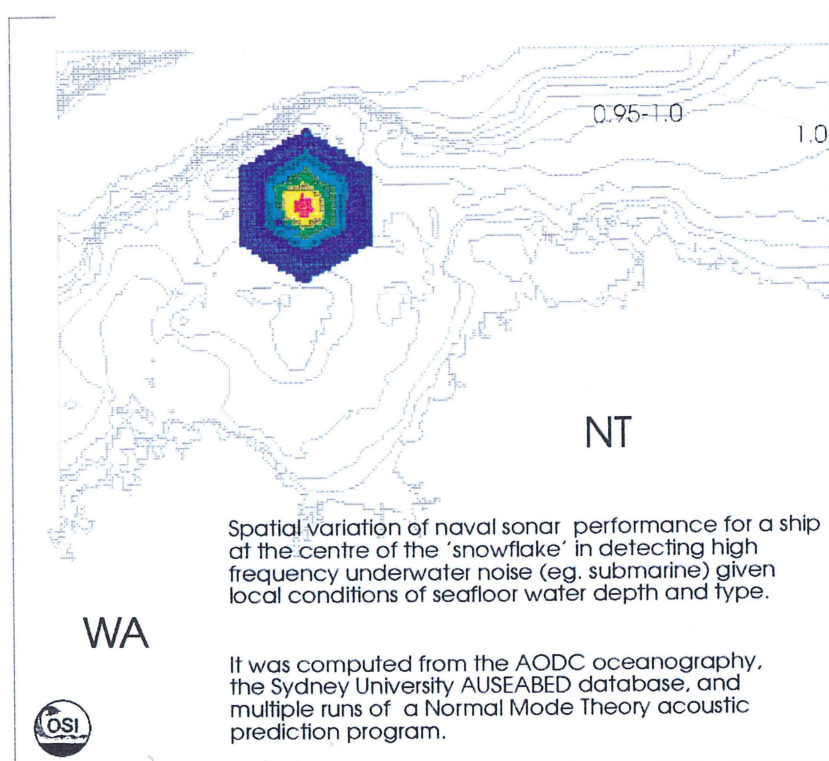 0.95-1.0
1.0
NT
Spatial variation of naval sonar performance for a ship
at the centre of the 'snowflake' in detecting high
frequency underwater noise (eg. submarine) given
local conditions of seafloor water depth and type.
WA
It was computed from the AODC oceanography,
the Sydney University AUSEABED database, and
multiple runs of a Normal Mode Theory acoustic
prediction program.
OSI